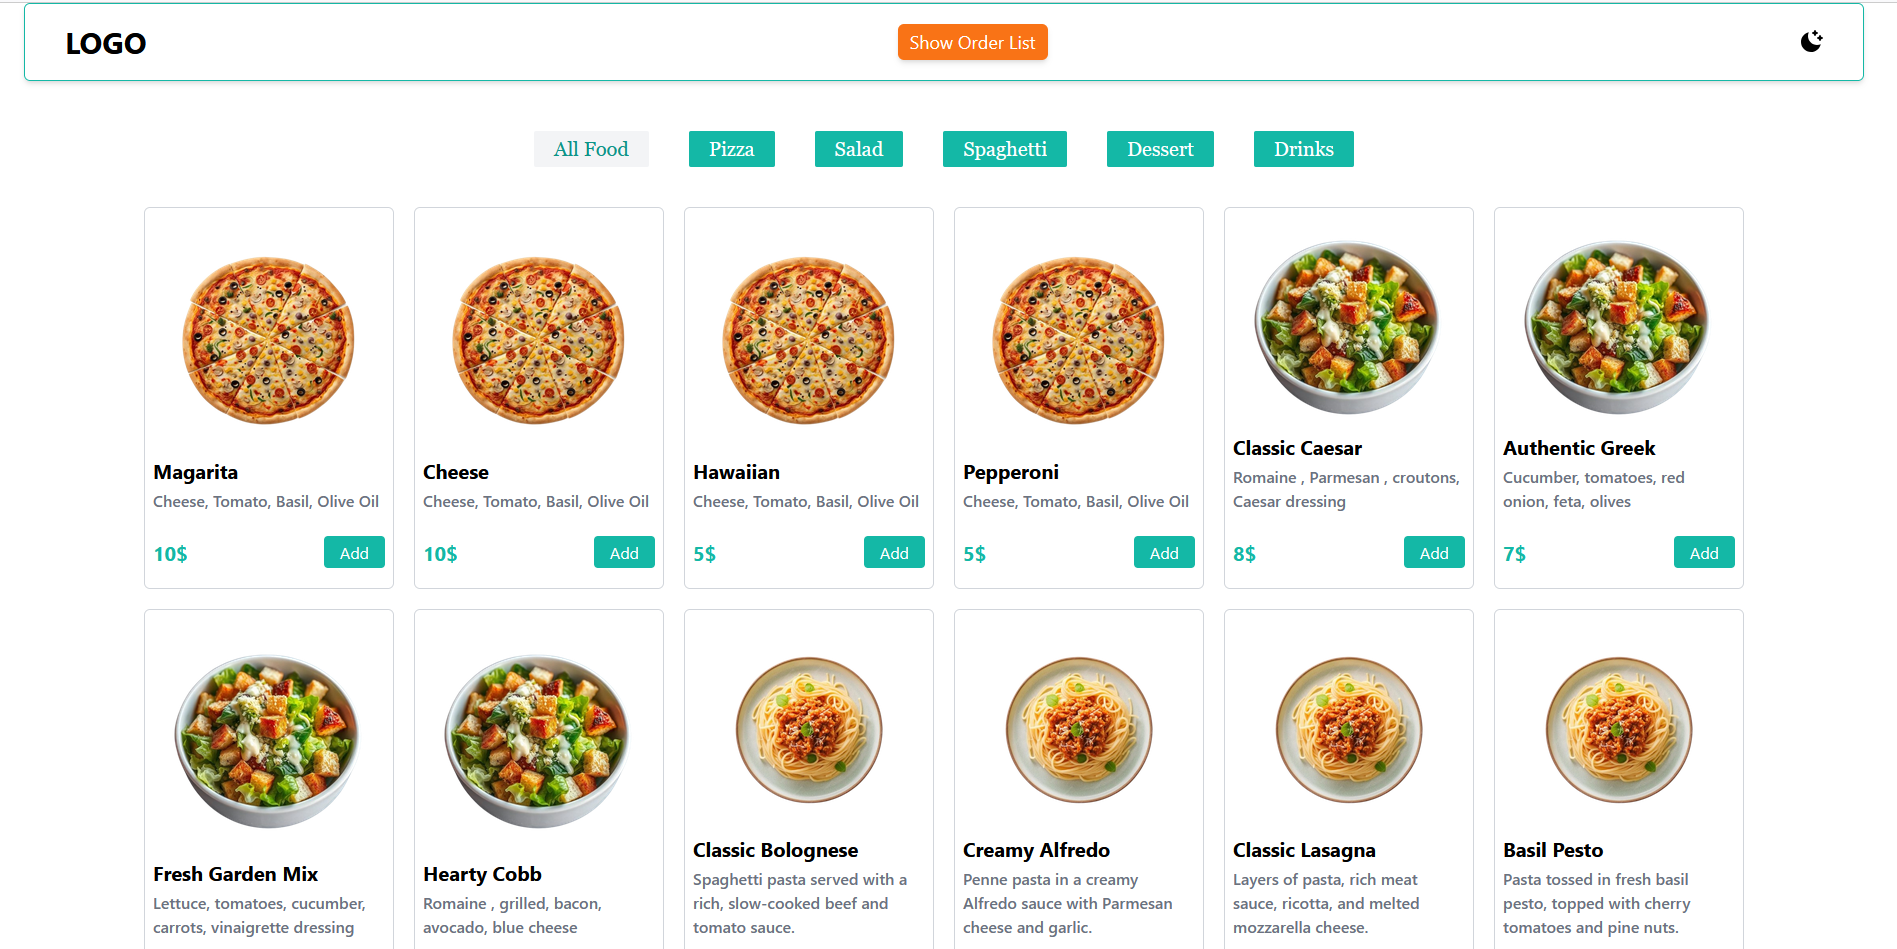 LOGO
Show Order List
All Food
Pizza
Salad
Spaghetti
Dessert
Drinks
Magarita
Cheese, Tomato, Basil, Olive Oil
10$
Add
Cheese
Cheese, Tomato, Basil, Olive Oil
10$
Add
Hawaiian
Cheese, Tomato, Basil, Olive Oil
5$
Add
Pepperoni
Cheese, Tomato, Basil, Olive Oil
5$
Add
Classic Caesar
Romaine , Parmesan , croutons,
Caesar dressing
8$
Add
Authentic Greek
Cucumber, tomatoes, red
onion, feta, olives
7$
Add
Fresh Garden Mix
Lettuce, tomatoes, cucumber,
carrots, vinaigrette dressing
Hearty Cobb
Romaine , grilled, bacon,
avocado, blue cheese
Classic Bolognese
Spaghetti pasta served with a
rich, slow-cooked beef and
tomato sauce.
Creamy Alfredo
Penne pasta in a creamy
Alfredo sauce with Parmesan
cheese and garlic.
Classic Lasagna
Layers of pasta, rich meat
sauce, ricotta, and melted
mozzarella cheese.
Basil Pesto
Pasta tossed in fresh basil
pesto, topped with cherry
tomatoes and pine nuts.